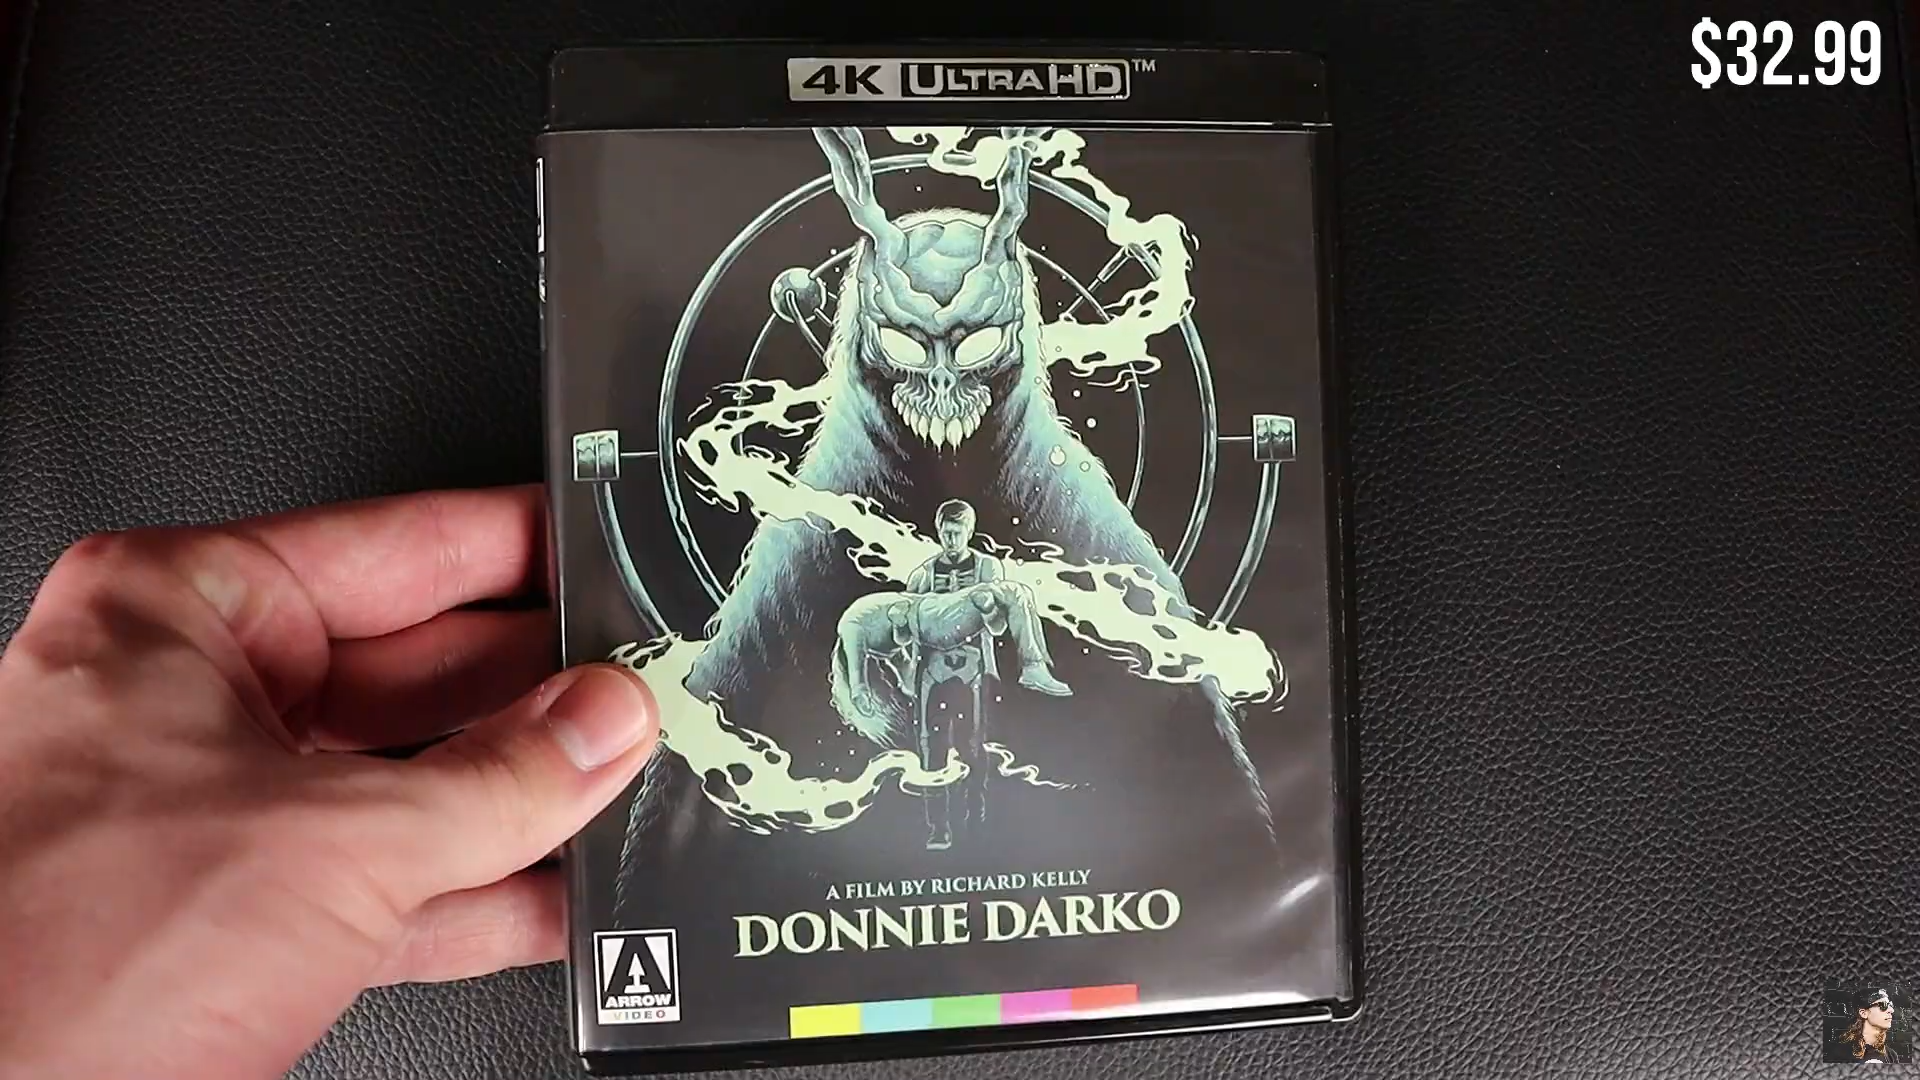 $32.99
4K ULTRA HD™
A FILM BY RICHARD KELLY
DONNIE DARKO
ARROW
VIDEO